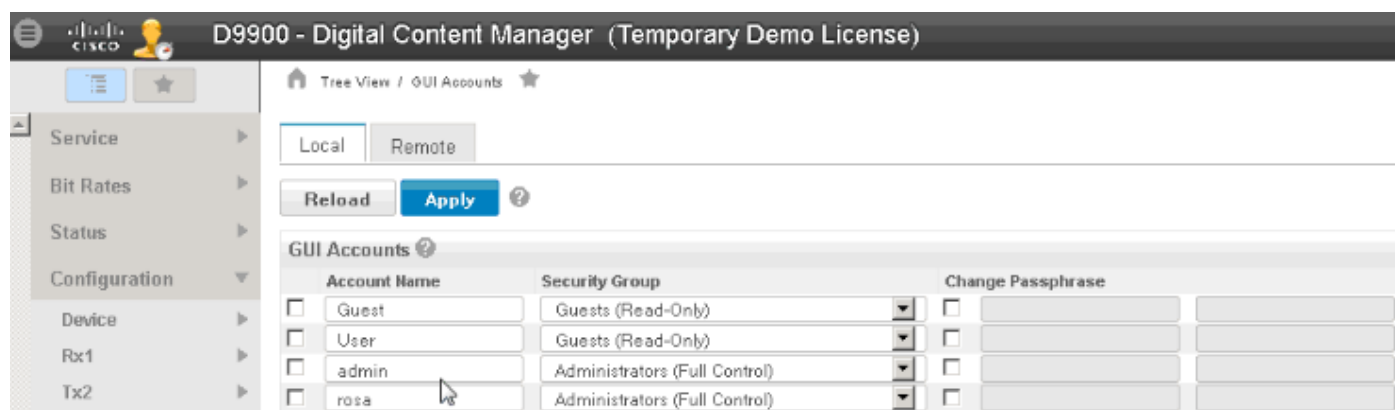 CISCO D9900 - Digital Content Manager (Temporary Demo License)
Tree View / GUI Accounts
Service
Bit Rates
Status
Configuration
Device
Rx1
Tx2
Local Remote
Reload Apply ?
GUI Accounts ?
Account Name Security Group Change Passphrase
Guest Guests (Read-Only)
User Guests (Read-Only)
admin Administrators (Full Control)
rosa Administrators (Full Control)